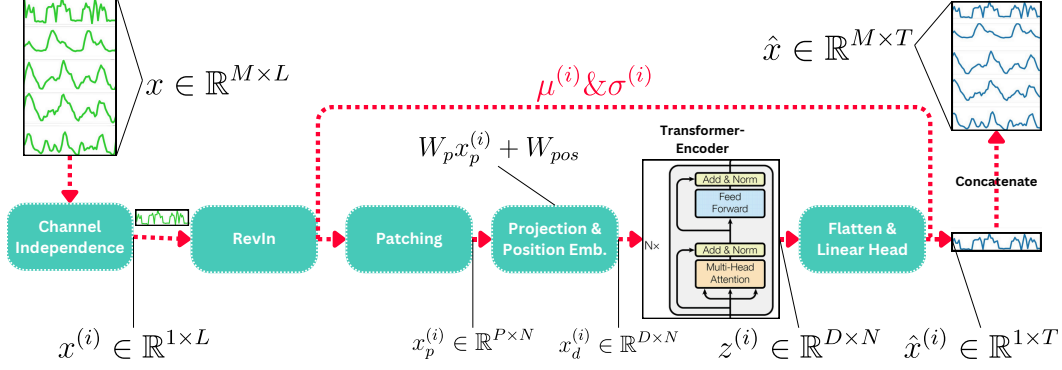 x ∈ ℝ^{M×L}
x̂ ∈ ℝ^{M×T}
μ^{(i)}&σ^{(i)}
W_p x_p^{(i)} + W_{pos}
Transformer-
Encoder
Concatenate
Channel
Independence
RevIn
Patching
Projection &
Position Emb.
N×
Add & Norm
Feed
Forward
Add & Norm
Multi-Head
Attention
Flatten &
Linear Head
x^{(i)} ∈ ℝ^{1×L}
x_p^{(i)} ∈ ℝ^{P×N}
x_d^{(i)} ∈ ℝ^{D×N}
z^{(i)} ∈ ℝ^{D×N}
x̂^{(i)} ∈ ℝ^{1×T}